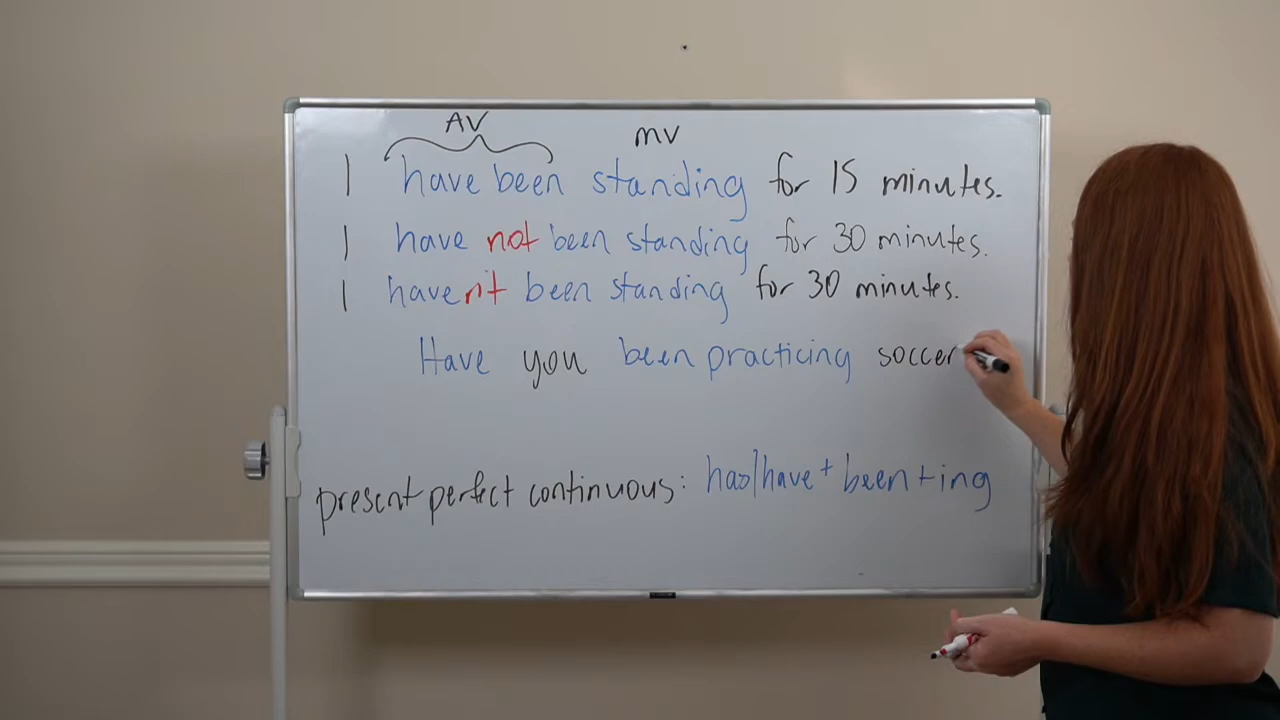 AV mv
I have been standing for 15 minutes.
I have not been standing for 30 minutes.
I haven't been standing for 30 minutes.
Have you been practicing soccer
present perfect continuous: has/have + been + ing